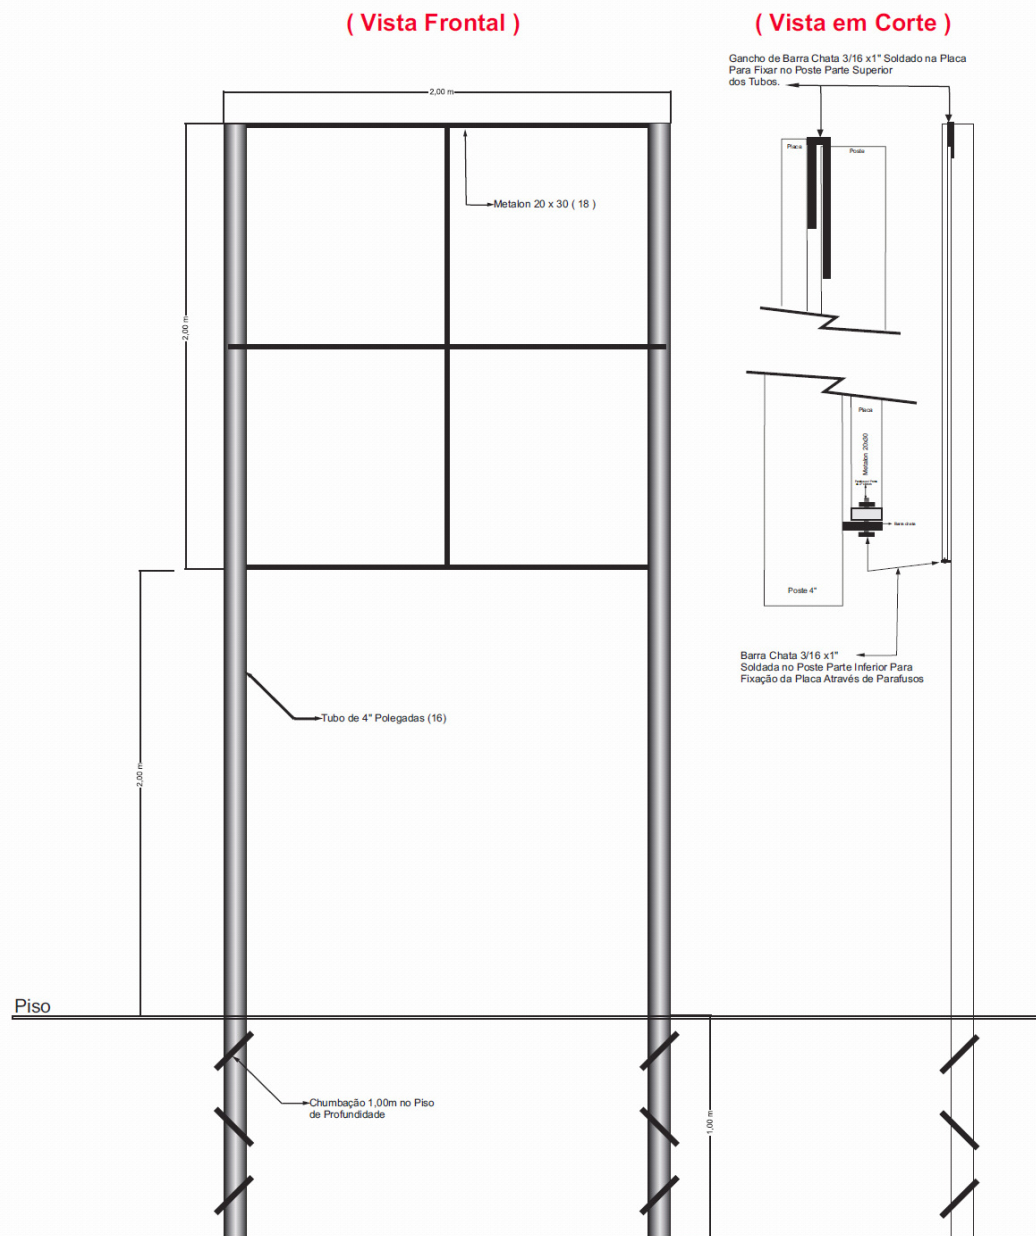 ( Vista Frontal )
( Vista em Corte )
Gancho de Barra Chata 3/16 x1" Soldado na Placa
Para Fixar no Poste Parte Superior
dos Tubos.
2,00 m
Placa
Poste
Metalon 20 x 30 ( 18 )
2,00 m
Placa
Metalon 20x30
Poste 4"
Barra Chata 3/16 x1"
Soldada no Poste Parte Inferior Para
Fixação da Placa Através de Parafusos
Tubo de 4" Polegadas (16)
2,00 m
Piso
Chumbação 1,00m no Piso
de Profundidade
1,00 m